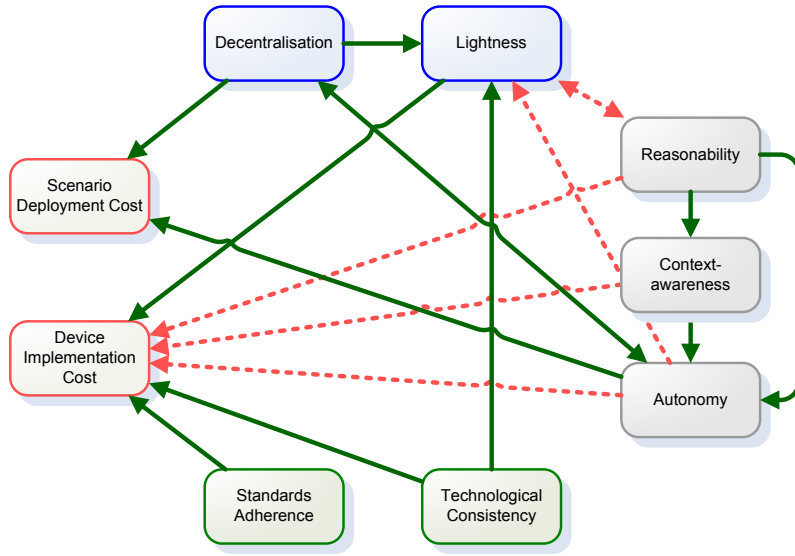 Decentralisation
Lightness
Reasonability
Scenario
Deployment Cost
Context-
awareness
Device
Implementation
Cost
Autonomy
Standards
Adherence
Technological
Consistency